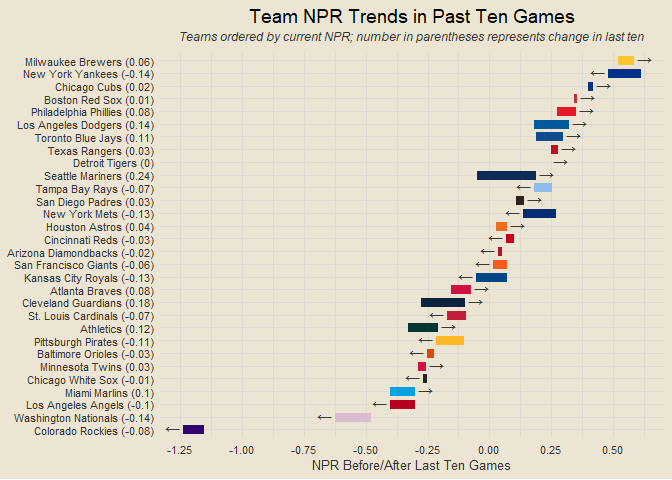 Team NPR Trends in Past Ten Games
Teams ordered by current NPR; number in parentheses represents change in last ten
Milwaukee Brewers (0.06)
New York Yankees (-0.14)
Chicago Cubs (0.02)
Boston Red Sox (0.01)
Philadelphia Phillies (0.08)
Los Angeles Dodgers (0.14)
Toronto Blue Jays (0.11)
Texas Rangers (0.03)
Detroit Tigers (0)
Seattle Mariners (0.24)
Tampa Bay Rays (-0.07)
San Diego Padres (0.03)
New York Mets (-0.13)
Houston Astros (0.04)
Cincinnati Reds (-0.03)
Arizona Diamondbacks (-0.02)
San Francisco Giants (-0.06)
Kansas City Royals (-0.13)
Atlanta Braves (0.08)
Cleveland Guardians (0.18)
St. Louis Cardinals (-0.07)
Athletics (0.12)
Pittsburgh Pirates (-0.11)
Baltimore Orioles (-0.03)
Minnesota Twins (0.03)
Chicago White Sox (-0.01)
Miami Marlins (0.1)
Los Angeles Angels (-0.1)
Washington Nationals (-0.14)
Colorado Rockies (-0.08)
-1.25 -1.00 -0.75 -0.50 -0.25 0.00 0.25 0.50
NPR Before/After Last Ten Games